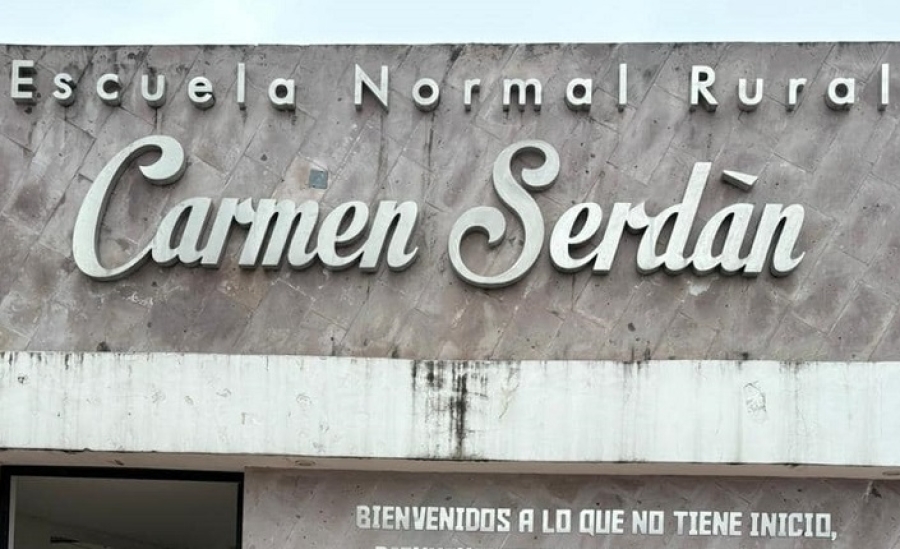 Escuela Normal Rural
Carmen Serdàn
BIENVENIDOS A LO QUE NO TIENE INICIO,